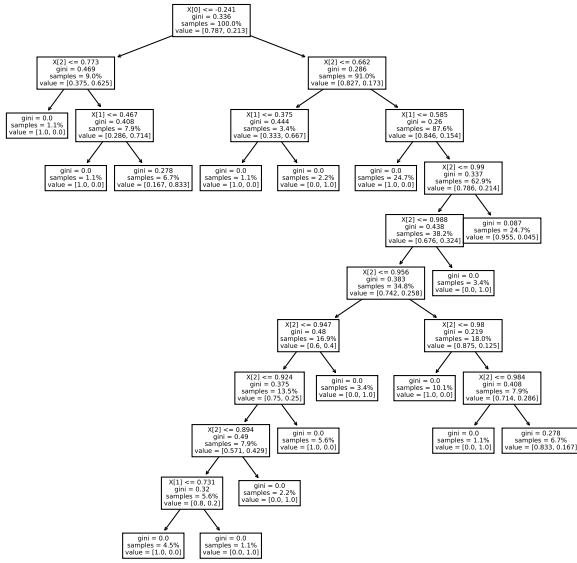 X[0] <= -0.241
gini = 0.336
samples = 100.0%
value = [0.787, 0.213]
X[2] <= 0.773
gini = 0.469
samples = 9.0%
value = [0.375, 0.625]
X[2] <= 0.662
gini = 0.286
samples = 91.0%
value = [0.827, 0.173]
gini = 0.0
samples = 1.1%
value = [1.0, 0.0]
X[1] <= 0.467
gini = 0.408
samples = 7.9%
value = [0.286, 0.714]
X[1] <= 0.375
gini = 0.444
samples = 3.4%
value = [0.333, 0.667]
X[1] <= 0.585
gini = 0.26
samples = 87.6%
value = [0.846, 0.154]
gini = 0.0
samples = 1.1%
value = [1.0, 0.0]
gini = 0.278
samples = 6.7%
value = [0.167, 0.833]
gini = 0.0
samples = 1.1%
value = [1.0, 0.0]
gini = 0.0
samples = 2.2%
value = [0.0, 1.0]
gini = 0.0
samples = 24.7%
value = [1.0, 0.0]
X[2] <= 0.99
gini = 0.337
samples = 62.9%
value = [0.786, 0.214]
X[2] <= 0.988
gini = 0.438
samples = 38.2%
value = [0.676, 0.324]
gini = 0.087
samples = 24.7%
value = [0.955, 0.045]
X[2] <= 0.956
gini = 0.383
samples = 34.8%
value = [0.742, 0.258]
gini = 0.0
samples = 3.4%
value = [0.0, 1.0]
X[2] <= 0.947
gini = 0.48
samples = 16.9%
value = [0.6, 0.4]
X[2] <= 0.98
gini = 0.219
samples = 18.0%
value = [0.875, 0.125]
X[2] <= 0.924
gini = 0.375
samples = 13.5%
value = [0.75, 0.25]
gini = 0.0
samples = 3.4%
value = [0.0, 1.0]
gini = 0.0
samples = 10.1%
value = [1.0, 0.0]
X[2] <= 0.984
gini = 0.408
samples = 7.9%
value = [0.714, 0.286]
X[2] <= 0.894
gini = 0.49
samples = 7.9%
value = [0.571, 0.429]
gini = 0.0
samples = 5.6%
value = [1.0, 0.0]
gini = 0.0
samples = 1.1%
value = [0.0, 1.0]
gini = 0.278
samples = 6.7%
value = [0.833, 0.167]
X[1] <= 0.731
gini = 0.32
samples = 5.6%
value = [0.8, 0.2]
gini = 0.0
samples = 2.2%
value = [0.0, 1.0]
gini = 0.0
samples = 4.5%
value = [1.0, 0.0]
gini = 0.0
samples = 1.1%
value = [0.0, 1.0]